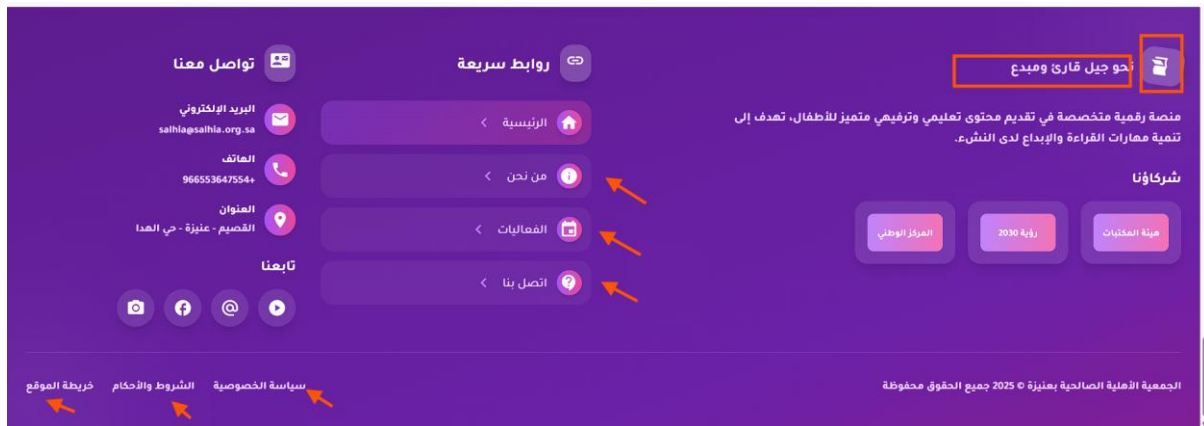 نحو جيل قارئ ومبدع
منصة رقمية متخصصة في تقديم محتوى تعليمي وترفيهي متميز للأطفال، تهدف إلى
تنمية مهارات القراءة والإبداع لدى النشء.
شركاؤنا
هيئة المكتبات
رؤية 2030
المركز الوطني
روابط سريعة
الرئيسية
من نحن
الفعاليات
اتصل بنا
تواصل معنا
البريد الإلكتروني
salhla@salhla.org.sa
الهاتف
966553647554+
العنوان
القصيم - عنيزة - حي الهدا
تابعنا
الجمعية الأهلية الصالحية بعنيزة © 2025 جميع الحقوق محفوظة
سياسة الخصوصية
الشروط والأحكام
خريطة الموقع